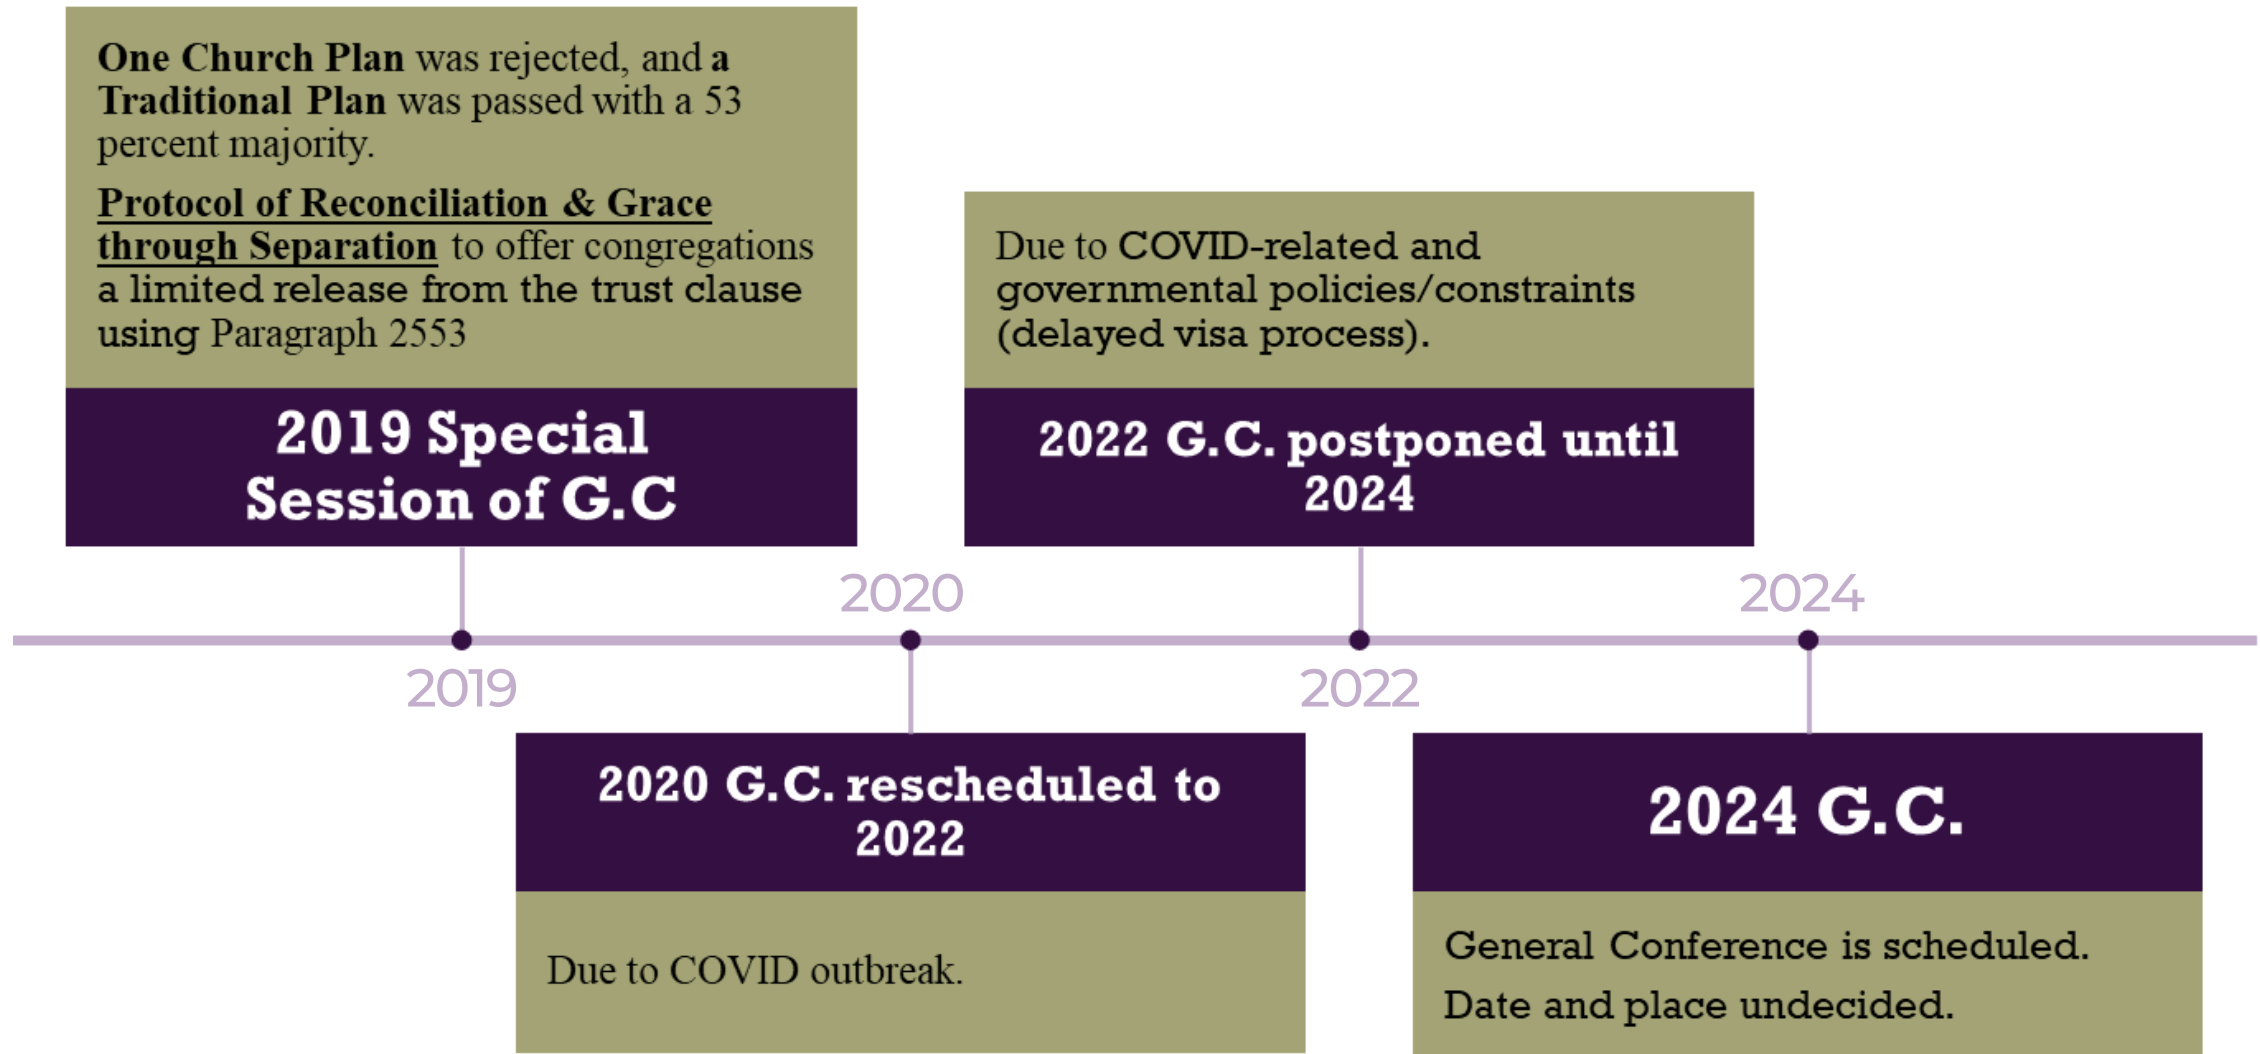 One Church Plan was rejected, and a
Traditional Plan was passed with a 53
percent majority.
Protocol of Reconciliation & Grace
through Separation to offer congregations
a limited release from the trust clause
using Paragraph 2553
2019 Special
Session of G.C
Due to COVID-related and
governmental policies/constraints
(delayed visa process).
2022 G.C. postponed until
2024
2020
2024
2019
2022
2020 G.C. rescheduled to
2022
Due to COVID outbreak.
2024 G.C.
General Conference is scheduled.
Date and place undecided.